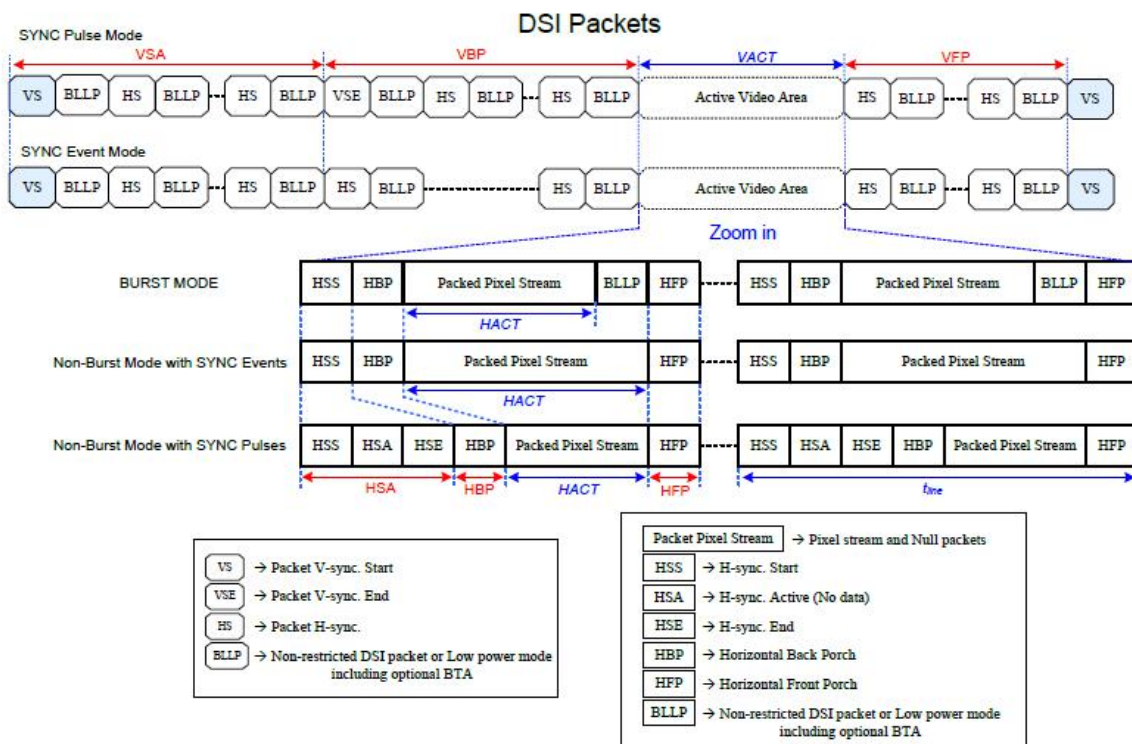 DSI Packets
SYNC Pulse Mode
VSA VBP VACT VFP
VS BLLP HS BLLP HS BLLP VSE BLLP HS BLLP HS BLLP Active Video Area HS BLLP HS BLLP VS
SYNC Event Mode
VS BLLP HS BLLP HS BLLP HS BLLP HS BLLP Active Video Area HS BLLP HS BLLP VS
Zoom in
BURST MODE HSS HBP Packed Pixel Stream BLLP HFP HSS HBP Packed Pixel Stream BLLP HFP
HACT
Non-Burst Mode with SYNC Events HSS HBP Packed Pixel Stream HFP HSS HBP Packed Pixel Stream HFP
HACT
Non-Burst Mode with SYNC Pulses HSS HSA HSE HBP Packed Pixel Stream HFP HSS HSA HSE HBP Packed Pixel Stream HFP
HSA HBP HACT HFP tline
VS → Packet V-sync. Start
VSE → Packet V-sync. End
HS → Packet H-sync.
BLLP → Non-restricted DSI packet or Low power mode
including optional BTA
Packet Pixel Stream → Pixel stream and Null packets
HSS → H-sync. Start
HSA → H-sync. Active (No data)
HSE → H-sync. End
HBP → Horizontal Back Porch
HFP → Horizontal Front Porch
BLLP → Non-restricted DSI packet or Low power mode
including optional BTA